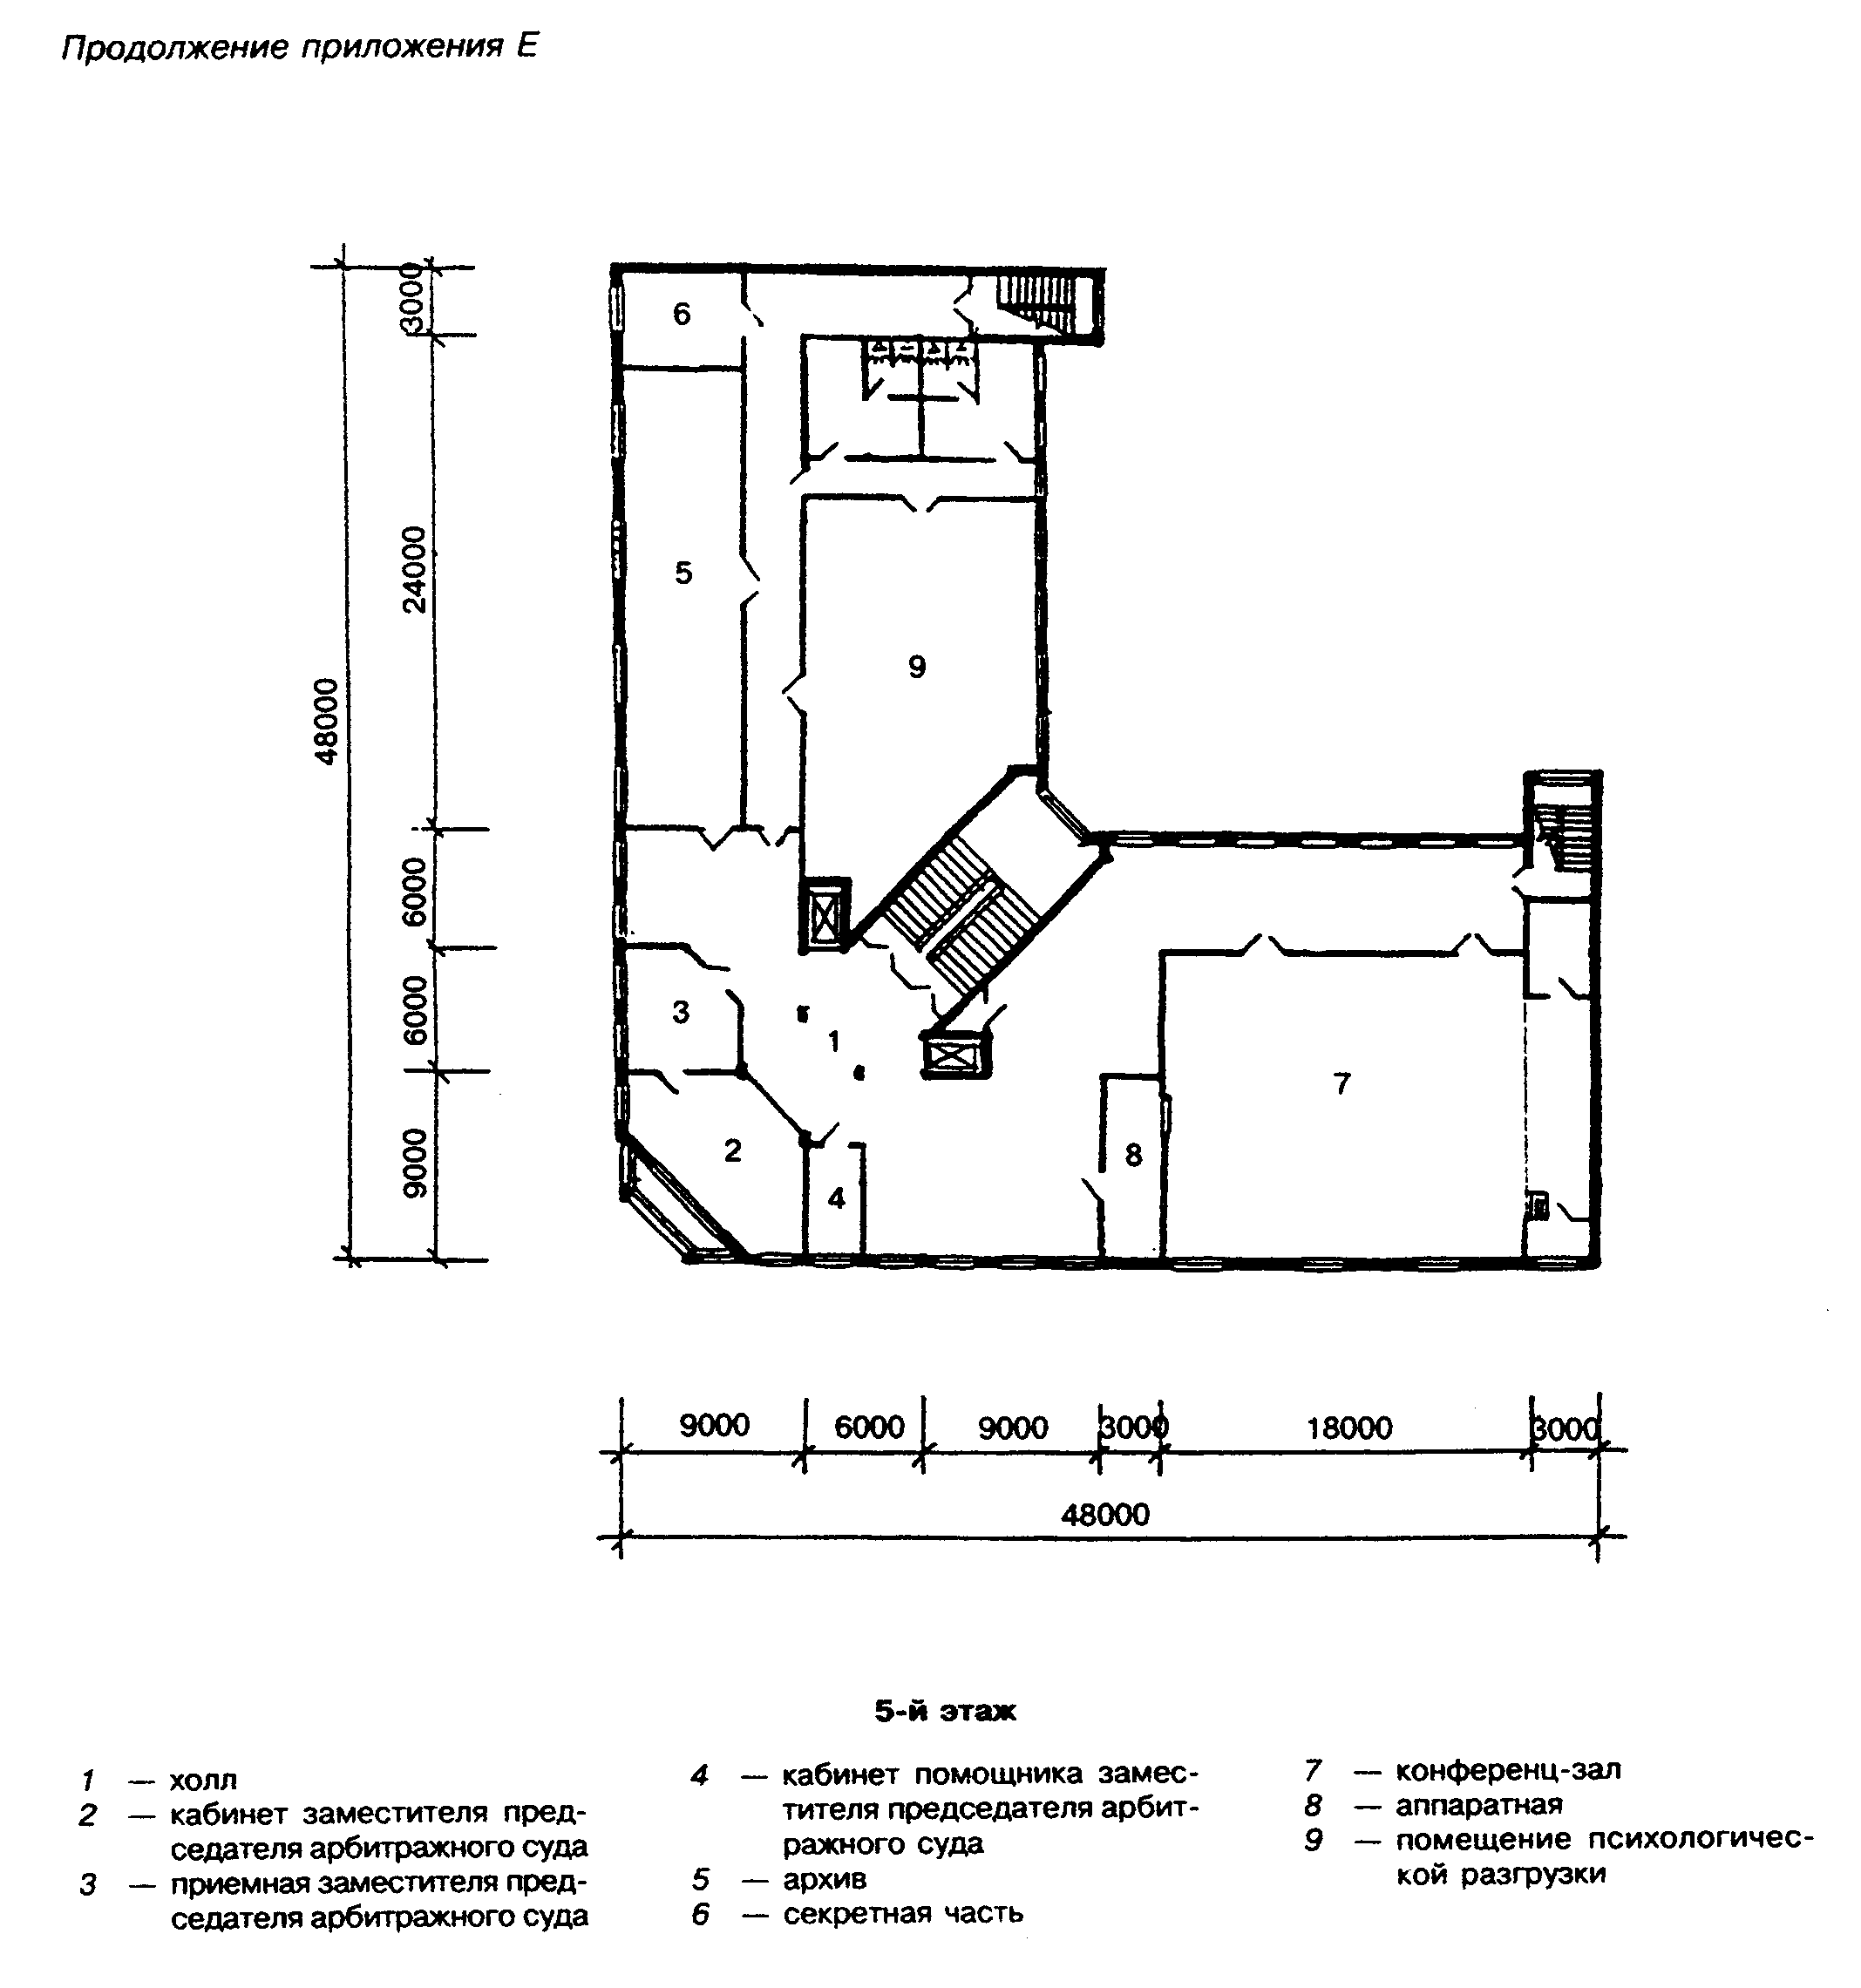 Продолжение приложения Е
3000
6
24000
5
9
48000
6000
6000
3
1
7
9000
2
8
4
9000 6000 9000 3000 18000 3000
48000
5-й этаж
1 — холл
2 — кабинет заместителя пред-
седателя арбитражного суда
3 — приемная заместителя пред-
седателя арбитражного суда
4 — кабинет помощника замес-
тителя председателя арбит-
ражного суда
5 — архив
6 — секретная часть
7 — конференц-зал
8 — аппаратная
9 — помещение психологичес-
кой разгрузки